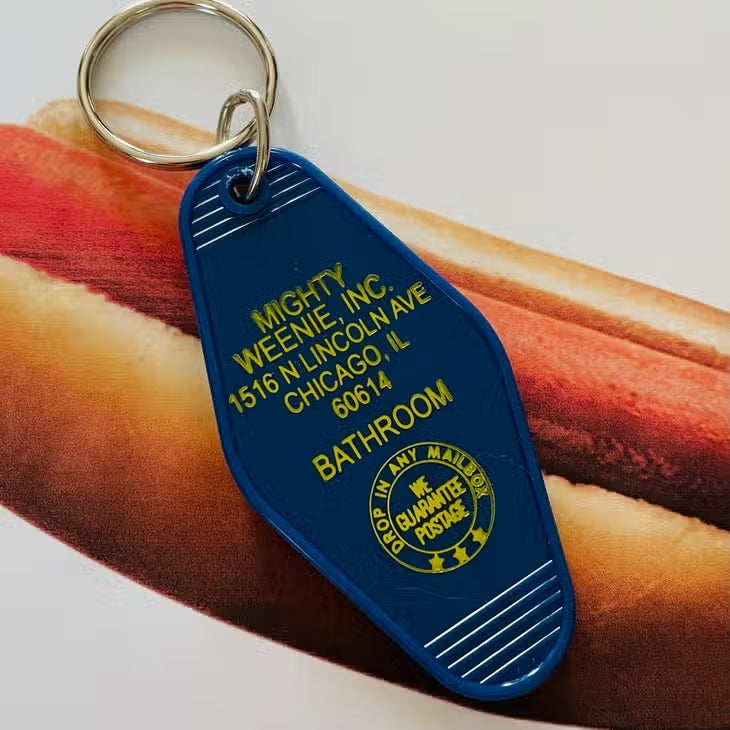 MIGHTY
WEENIE, INC.
1516 N LINCOLN AVE
CHICAGO, IL
60614
BATHROOM
DROP IN ANY MAILBOX
WE
GUARANTEE
POSTAGE